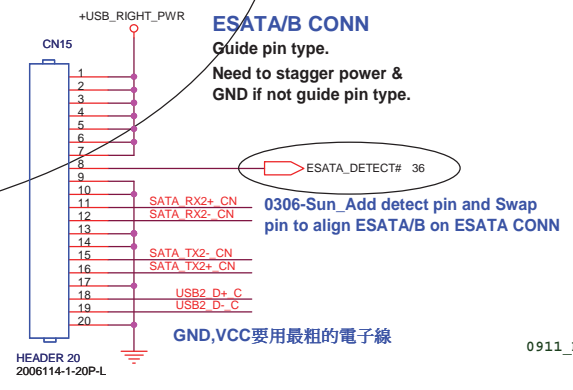 +USB_RIGHT_PWR
ESATA/B CONN
CN15
Guide pin type.
Need to stagger power &
GND if not guide pin type.
1
2
3
4
5
6
7
8
ESATA_DETECT# 36
9
10
11 SATA_RX2+_CN
12 SATA_RX2-_CN
0306-Sun_Add detect pin and Swap
pin to align ESATA/B on ESATA CONN
13
14
15 SATA_TX2-_CN
16 SATA_TX2+_CN
17
18 USB2_D+_C
19 USB2_D-_C
20
GND,VCC要用最粗的電子線
0911_
HEADER 20
2006114-1-20P-L